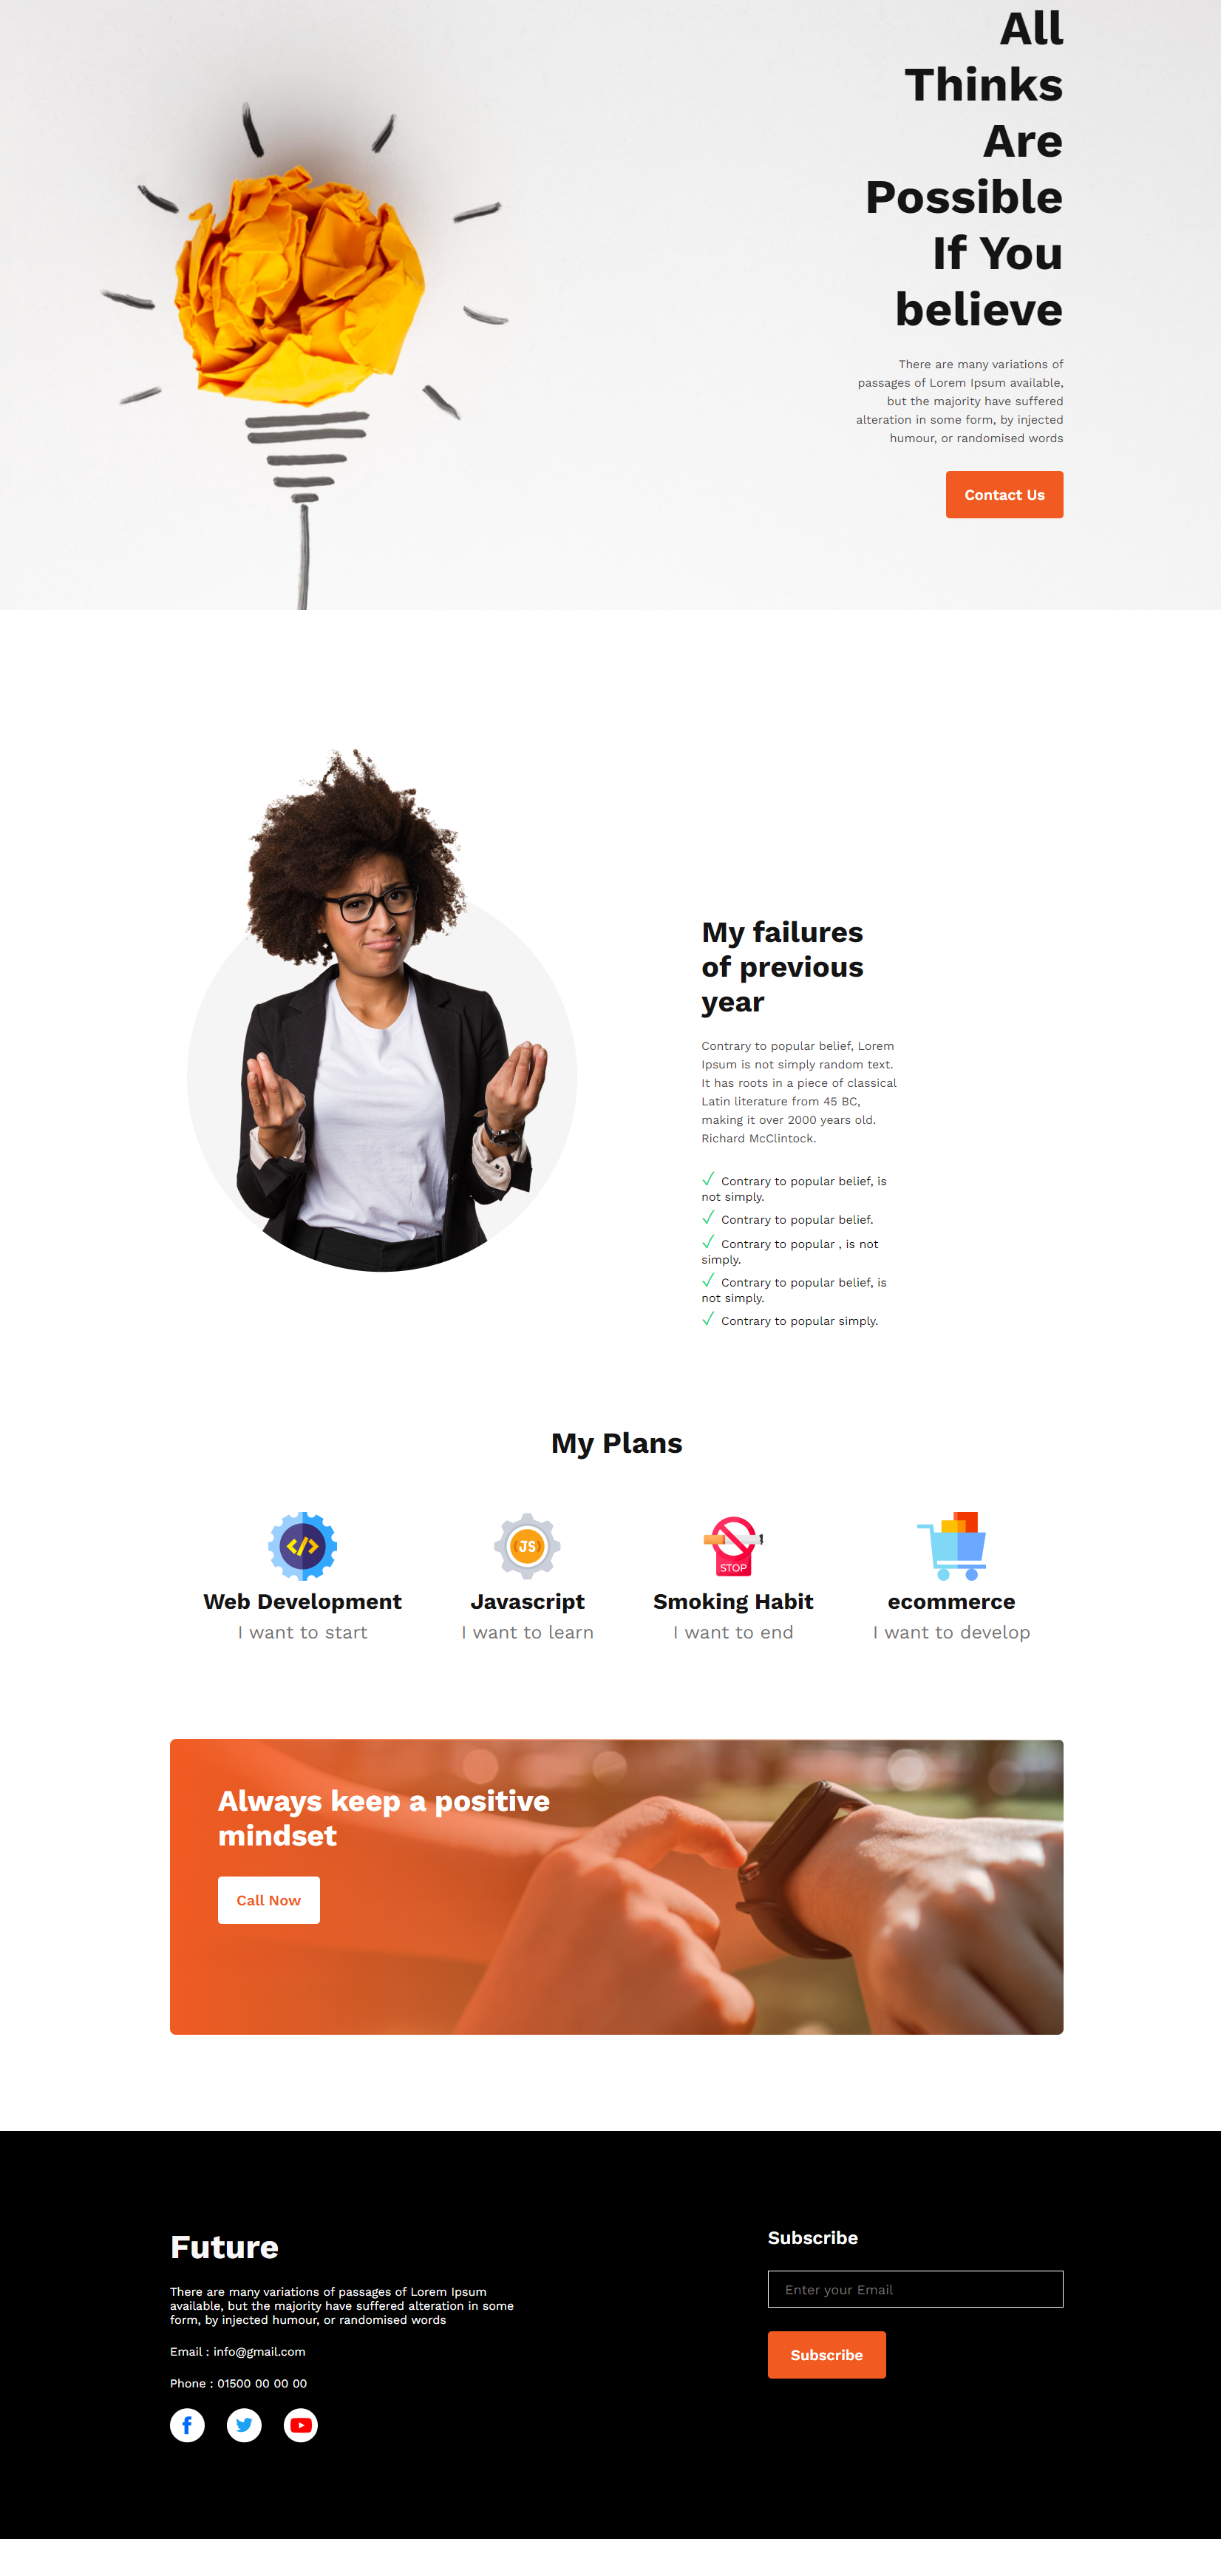 All
Thinks
Are
Possible
If You
believe
There are many variations of
passages of Lorem Ipsum available,
but the majority have suffered
alteration in some form, by injected
humour, or randomised words
Contact Us
My failures
of previous
year
Contrary to popular belief, Lorem
Ipsum is not simply random text.
It has roots in a piece of classical
Latin literature from 45 BC,
making it over 2000 years old.
Richard McClintock.
Contrary to popular belief, is
not simply.
Contrary to popular belief.
Contrary to popular , is not
simply.
Contrary to popular belief, is
not simply.
Contrary to popular simply.
My Plans
JS
STOP
Web Development
I want to start
Javascript
I want to learn
Smoking Habit
I want to end
ecommerce
I want to develop
Always keep a positive
mindset
Call Now
Future
There are many variations of passages of Lorem Ipsum
available, but the majority have suffered alteration in some
form, by injected humour, or randomised words
Email : info@gmail.com
Phone : 01500 00 00 00
Subscribe
Enter your Email
Subscribe